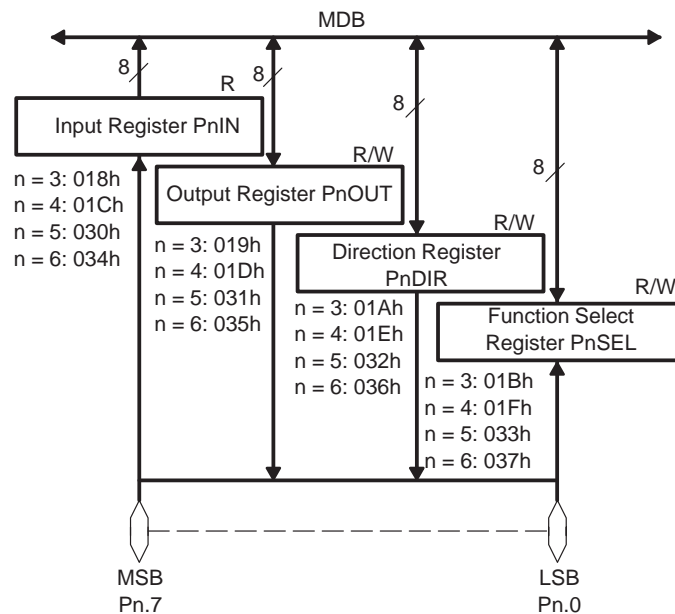 MDB
8
R
8
8
8
Input Register PnIN
n = 3: 018h
n = 4: 01Ch
n = 5: 030h
n = 6: 034h
R/W
Output Register PnOUT
n = 3: 019h
n = 4: 01Dh
n = 5: 031h
n = 6: 035h
R/W
Direction Register
PnDIR
n = 3: 01Ah
n = 4: 01Eh
n = 5: 032h
n = 6: 036h
R/W
Function Select
Register PnSEL
n = 3: 01Bh
n = 4: 01Fh
n = 5: 033h
n = 6: 037h
MSB
Pn.7
LSB
Pn.0